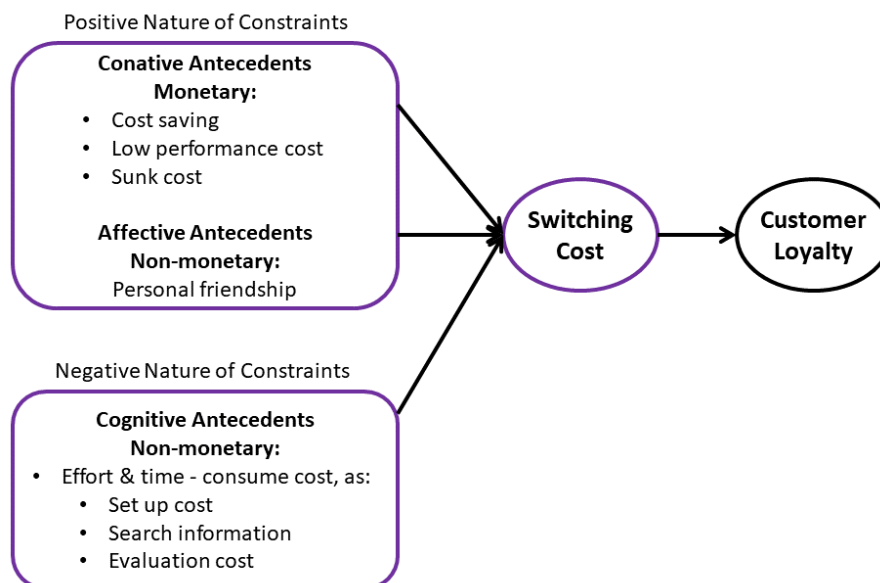 Positive Nature of Constraints
Conative Antecedents
Monetary:
• Cost saving
• Low performance cost
• Sunk cost
Affective Antecedents
Non-monetary:
Personal friendship
Switching
Cost
Customer
Loyalty
Negative Nature of Constraints
Cognitive Antecedents
Non-monetary:
• Effort & time - consume cost, as:
• Set up cost
• Search information
• Evaluation cost